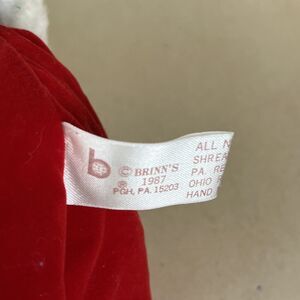 b
© BRINN'S
® 1987
PGH, PA. 15203
ALL N
SHREA
PA. RE
OHIO
HAND